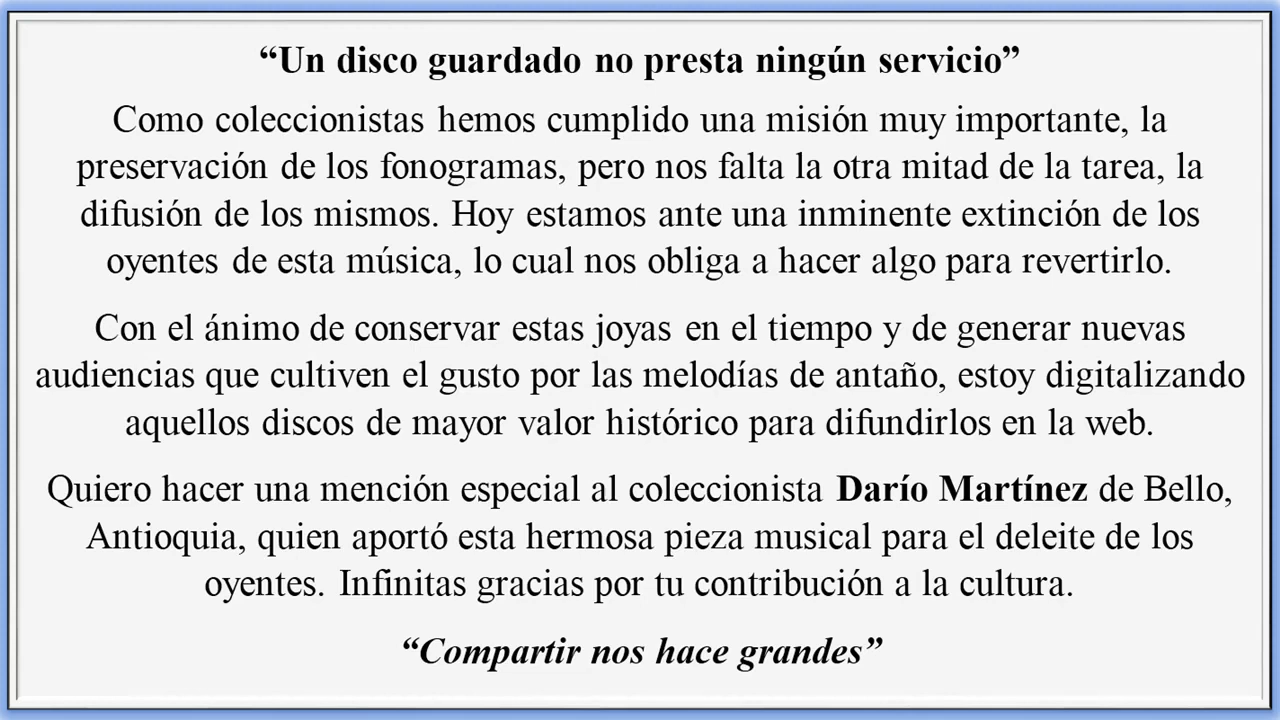 “Un disco guardado no presta ningún servicio”
Como coleccionistas hemos cumplido una misión muy importante, la
preservación de los fonogramas, pero nos falta la otra mitad de la tarea, la
difusión de los mismos. Hoy estamos ante una inminente extinción de los
oyentes de esta música, lo cual nos obliga a hacer algo para revertirlo.
Con el ánimo de conservar estas joyas en el tiempo y de generar nuevas
audiencias que cultiven el gusto por las melodías de antaño, estoy digitalizando
aquellos discos de mayor valor histórico para difundirlos en la web.
Quiero hacer una mención especial al coleccionista Darío Martínez de Bello,
Antioquia, quien aportó esta hermosa pieza musical para el deleite de los
oyentes. Infinitas gracias por tu contribución a la cultura.
“Compartir nos hace grandes”